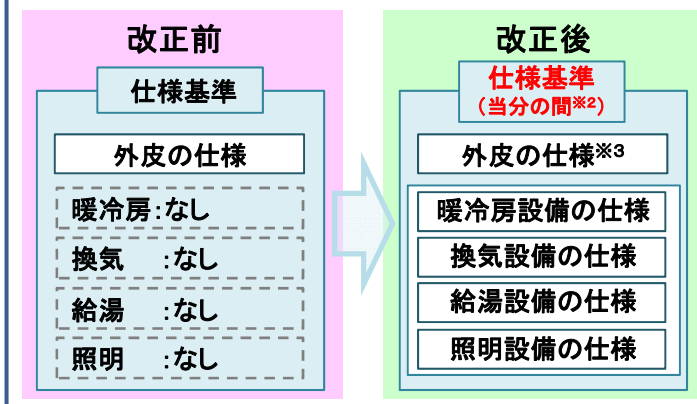 改正前
仕様基準
外皮の仕様
暖冷房:なし
換気　:なし
給湯　:なし
照明　:なし
改正後
仕様基準
（当分の間※2）
外皮の仕様※3
暖冷房設備の仕様
換気設備の仕様
給湯設備の仕様
照明設備の仕様